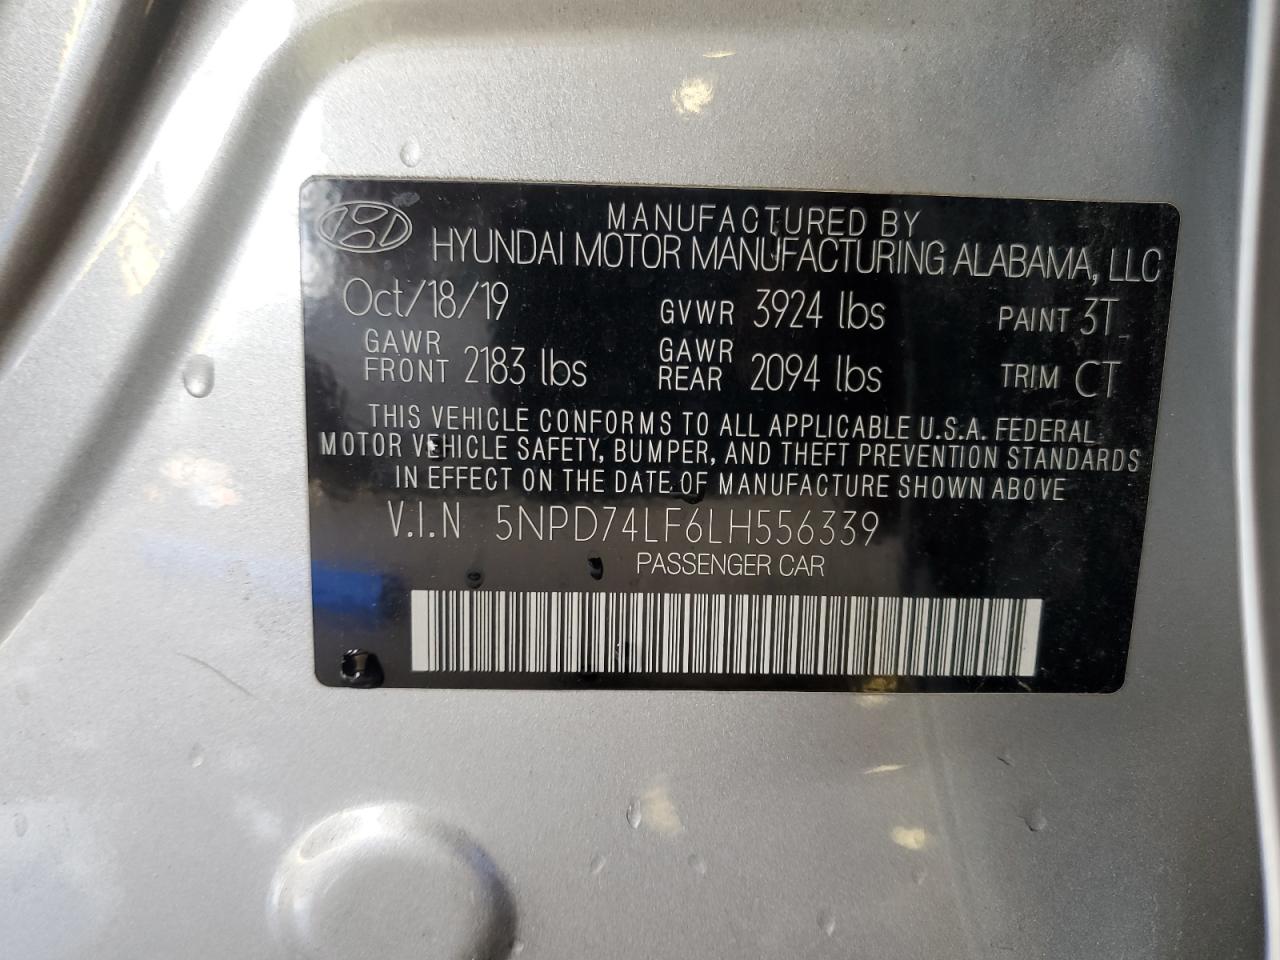 MANUFACTURED BY
HYUNDAI MOTOR MANUFACTURING ALABAMA, LLC
Oct/18/19 GVWR 3924 lbs PAINT 3T
GAWR FRONT 2183 lbs GAWR REAR 2094 lbs TRIM CT
THIS VEHICLE CONFORMS TO ALL APPLICABLE U.S.A. FEDERAL
MOTOR VEHICLE SAFETY, BUMPER, AND THEFT PREVENTION STANDARDS
IN EFFECT ON THE DATE OF MANUFACTURE SHOWN ABOVE
V.I.N 5NPD74LF6LH556339
PASSENGER CAR